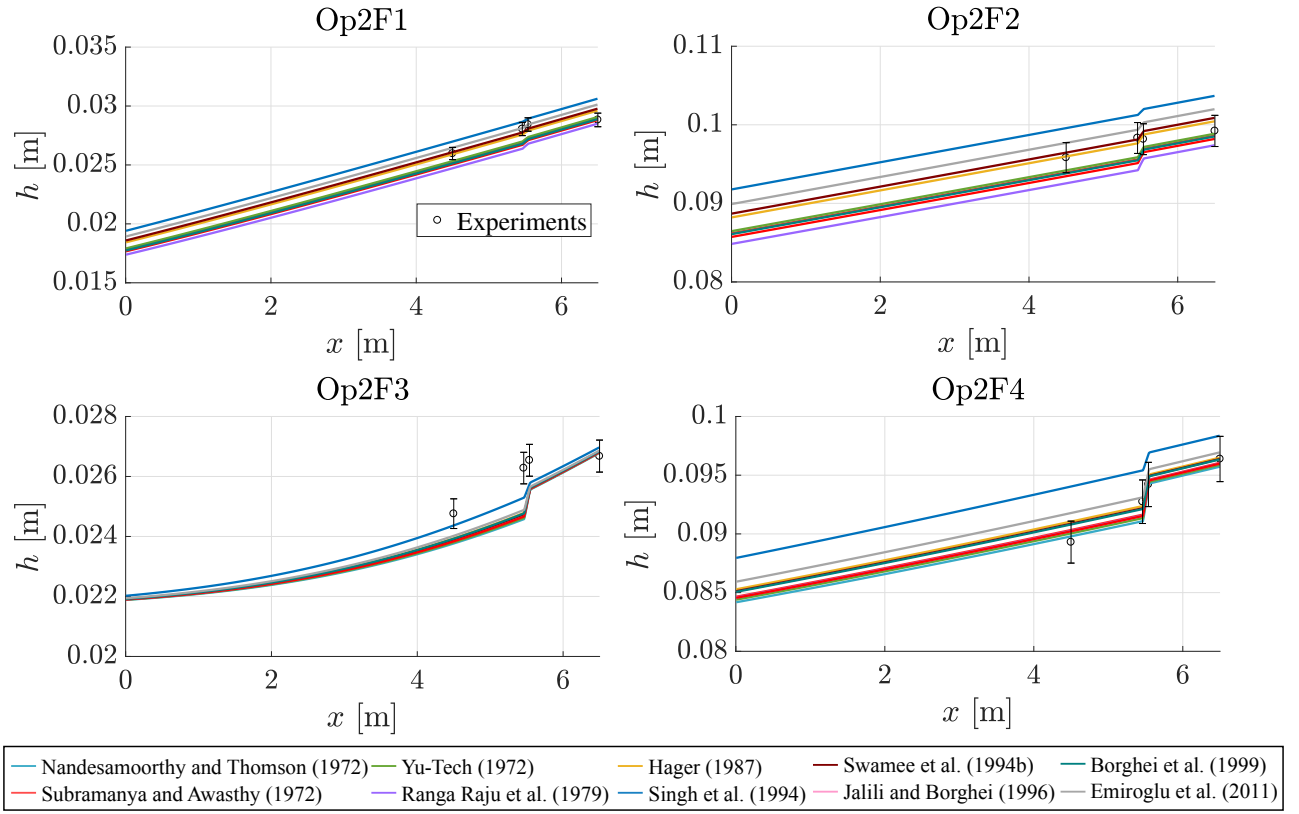 Op2F1
0.035
0.03
0.025
0.02
0.015
h [m]
0 2 4 6
x [m]
Experiments
Op2F2
0.11
0.1
0.09
0.08
h [m]
0 2 4 6
x [m]
Op2F3
0.028
0.026
0.024
0.022
0.02
h [m]
0 2 4 6
x [m]
Op2F4
0.1
0.095
0.09
0.085
0.08
h [m]
0 2 4 6
x [m]
Nandesamoorthy and Thomson (1972) Yu-Tech (1972) Hager (1987) Swamee et al. (1994b) Borghei et al. (1999)
Subramanya and Awasthy (1972) Ranga Raju et al. (1979) Singh et al. (1994) Jalili and Borghei (1996) Emiroglu et al. (2011)